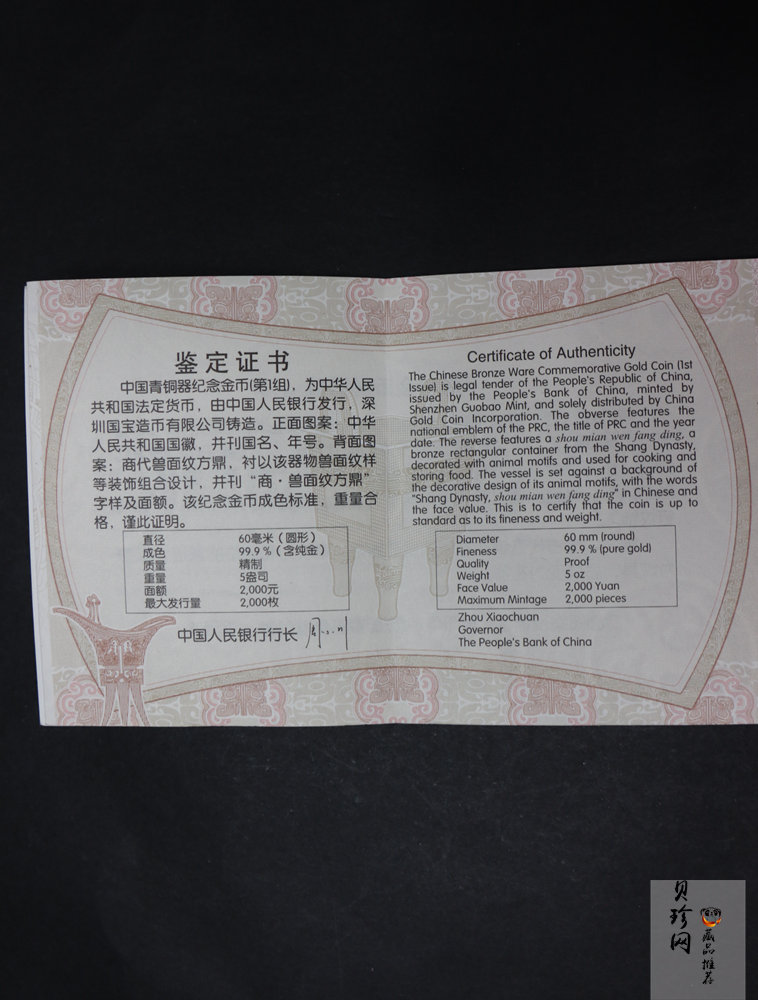 鉴定证书
中国青铜器纪念金币(第1组)，为中华人民
共和国法定货币，由中国人民银行发行，深
圳国宝造币有限公司铸造。正面图案：中华
人民共和国国徽，并刊国名、年号。背面图
案：商代兽面纹方鼎，衬以该器物兽面纹样
等装饰组合设计，并刊“商·兽面纹方鼎”
字样及面额。该纪念金币成色标准，重量合
格，谨此证明。
直径 60毫米（圆形）
成色 99.9%（含纯金）
质量 精制
重量 5盎司
面额 2,000元
最大发行量 2,000枚
中国人民银行行长
Certificate of Authenticity
The Chinese Bronze Ware Commemorative Gold Coin (1st
Issue) is legal tender of the People's Republic of China,
issued by the People's Bank of China, minted by
Shenzhen Guobao Mint, and solely distributed by China
Gold Coin Incorporation. The obverse features the
national emblem of the PRC, the title of PRC and the year
date. The reverse features a shou mian wen fang ding, a
bronze rectangular container from the Shang Dynasty,
decorated with animal motifs and used for cooking and
storing food. The vessel is set against a background of
the decorative design of its animal motifs, with the words
"Shang Dynasty, shou mian wen fang ding" in Chinese and
the face value. This is to certify that the coin is up to
standard as to its fineness and weight.
Diameter 60 mm (round)
Fineness 99.9 % (pure gold)
Quality Proof
Weight 5 oz
Face Value 2,000 Yuan
Maximum Mintage 2,000 pieces
Zhou Xiaochuan
Governor
The People's Bank of China
贝珍网
藏品推荐